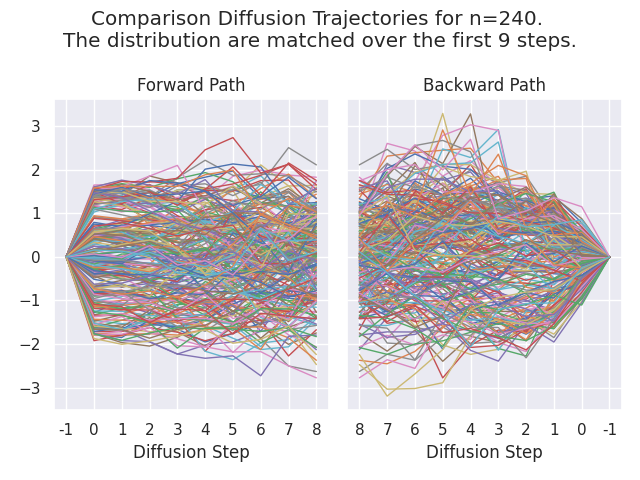 Comparison Diffusion Trajectories for n=240.
The distribution are matched over the first 9 steps.
Forward Path
Backward Path
3
2
1
0
−1
−2
−3
-1 0 1 2 3 4 5 6 7 8
8 7 6 5 4 3 2 1 0 -1
Diffusion Step
Diffusion Step